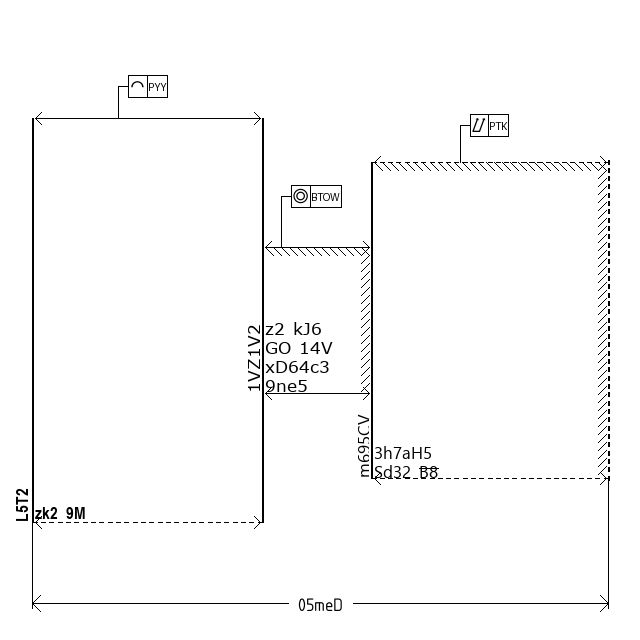 PYY
PTK
BTOW
1VZ1V2
z2 kJ6
GO 14V
xD64c3
9ne5
m695CV
3h7aH5
Sd32 B8
L5T2
zk2 9M
05meD